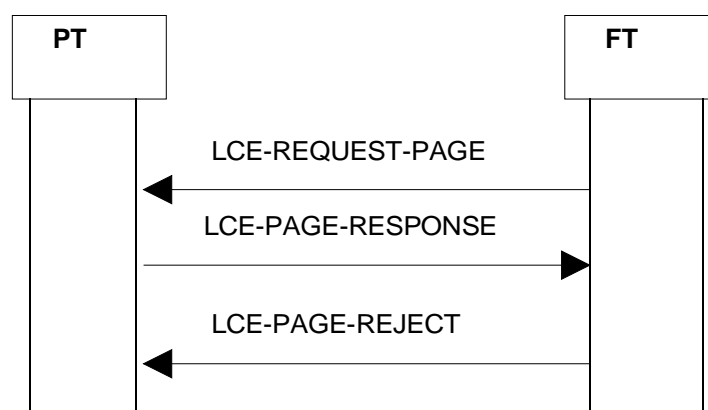 PT
FT
LCE-REQUEST-PAGE
LCE-PAGE-RESPONSE
LCE-PAGE-REJECT